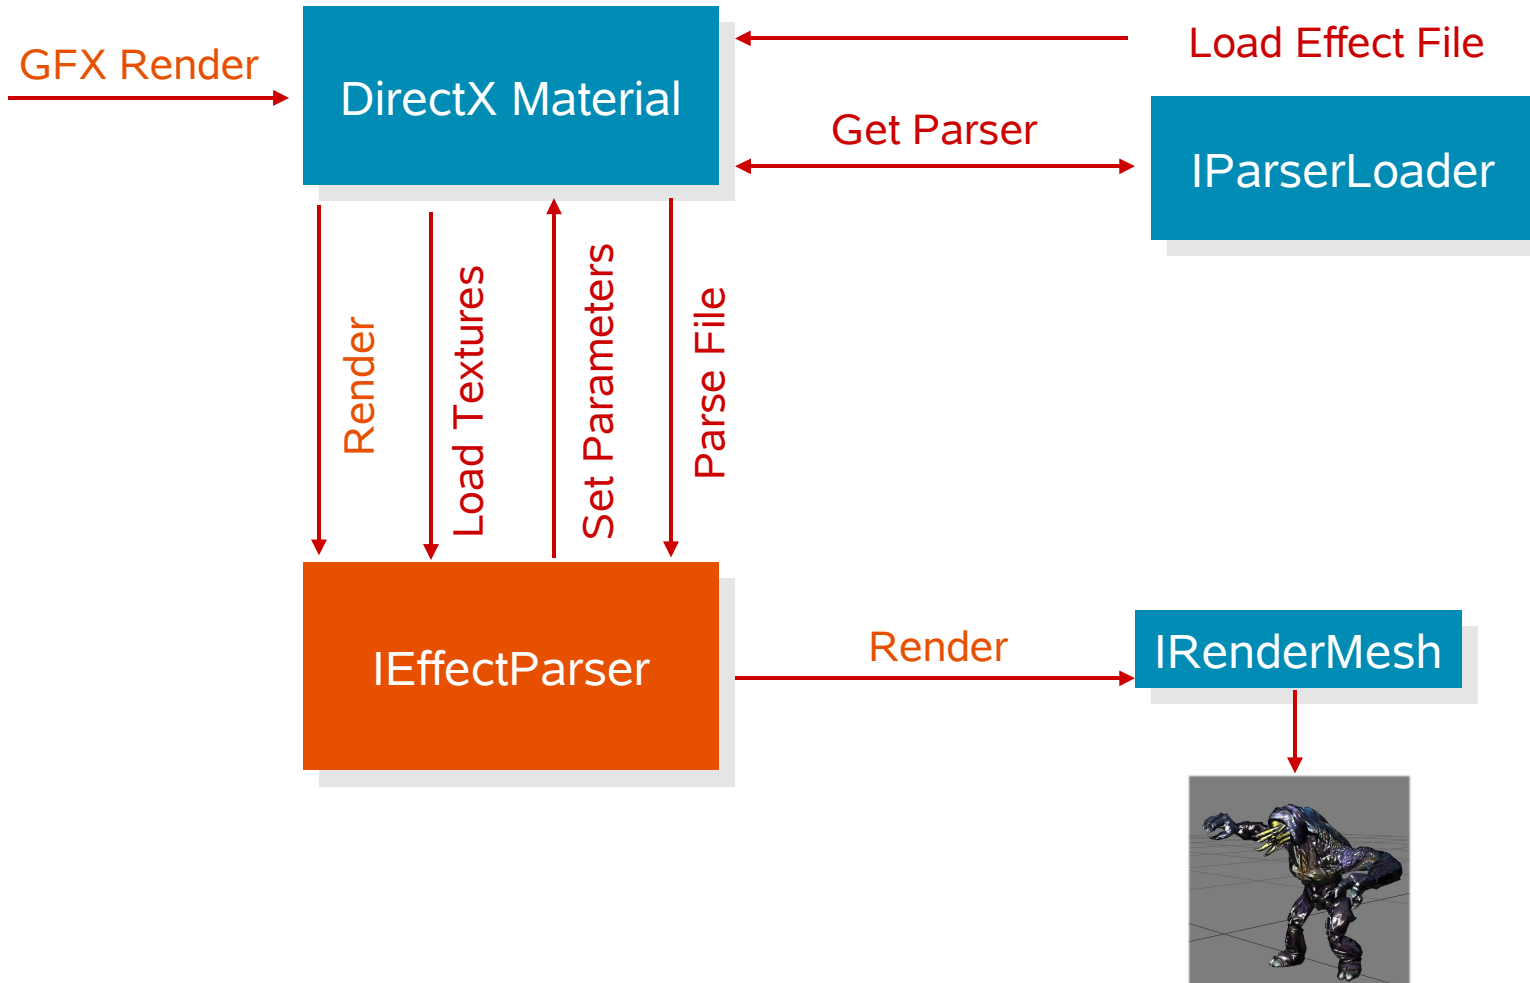 Load Effect File
GFX Render
DirectX Material
Get Parser
IParserLoader
Render
Load Textures
Set Parameters
Parse File
IEffectParser
Render
IRenderMesh